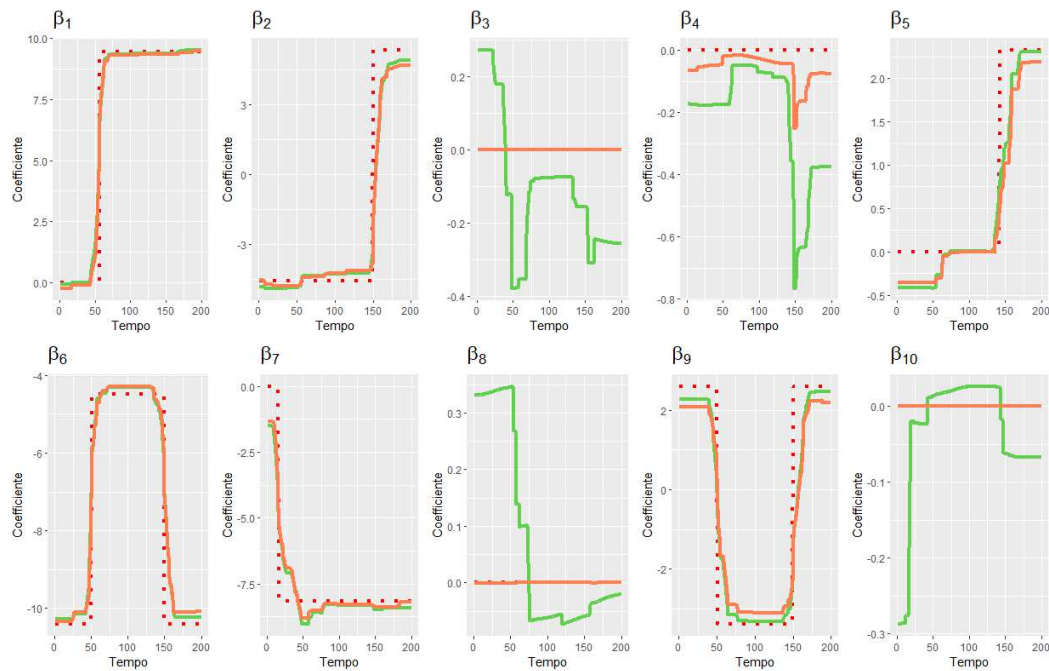 β1
10.0
7.5
5.0
2.5
0.0
Coefficiente
0 50 100 150 200
Tempo
β2
3
0
-3
Coefficiente
0 50 100 150 200
Tempo
β3
0.2
0.0
-0.2
-0.4
Coefficiente
0 50 100 150 200
Tempo
β4
0.0
-0.2
-0.4
-0.6
-0.8
Coefficiente
0 50 100 150 200
Tempo
β5
2.0
1.5
1.0
0.5
0.0
-0.5
Coefficiente
0 50 100 150 200
Tempo
β6
-4
-6
-8
-10
Coefficiente
0 50 100 150 200
Tempo
β7
0.0
-2.5
-5.0
-7.5
Coefficiente
0 50 100 150 200
Tempo
β8
0.3
0.2
0.1
0.0
Coefficiente
0 50 100 150 200
Tempo
β9
2
0
-2
Coefficiente
0 50 100 150 200
Tempo
β10
0.0
-0.1
-0.2
-0.3
Coefficiente
0 50 100 150 200
Tempo